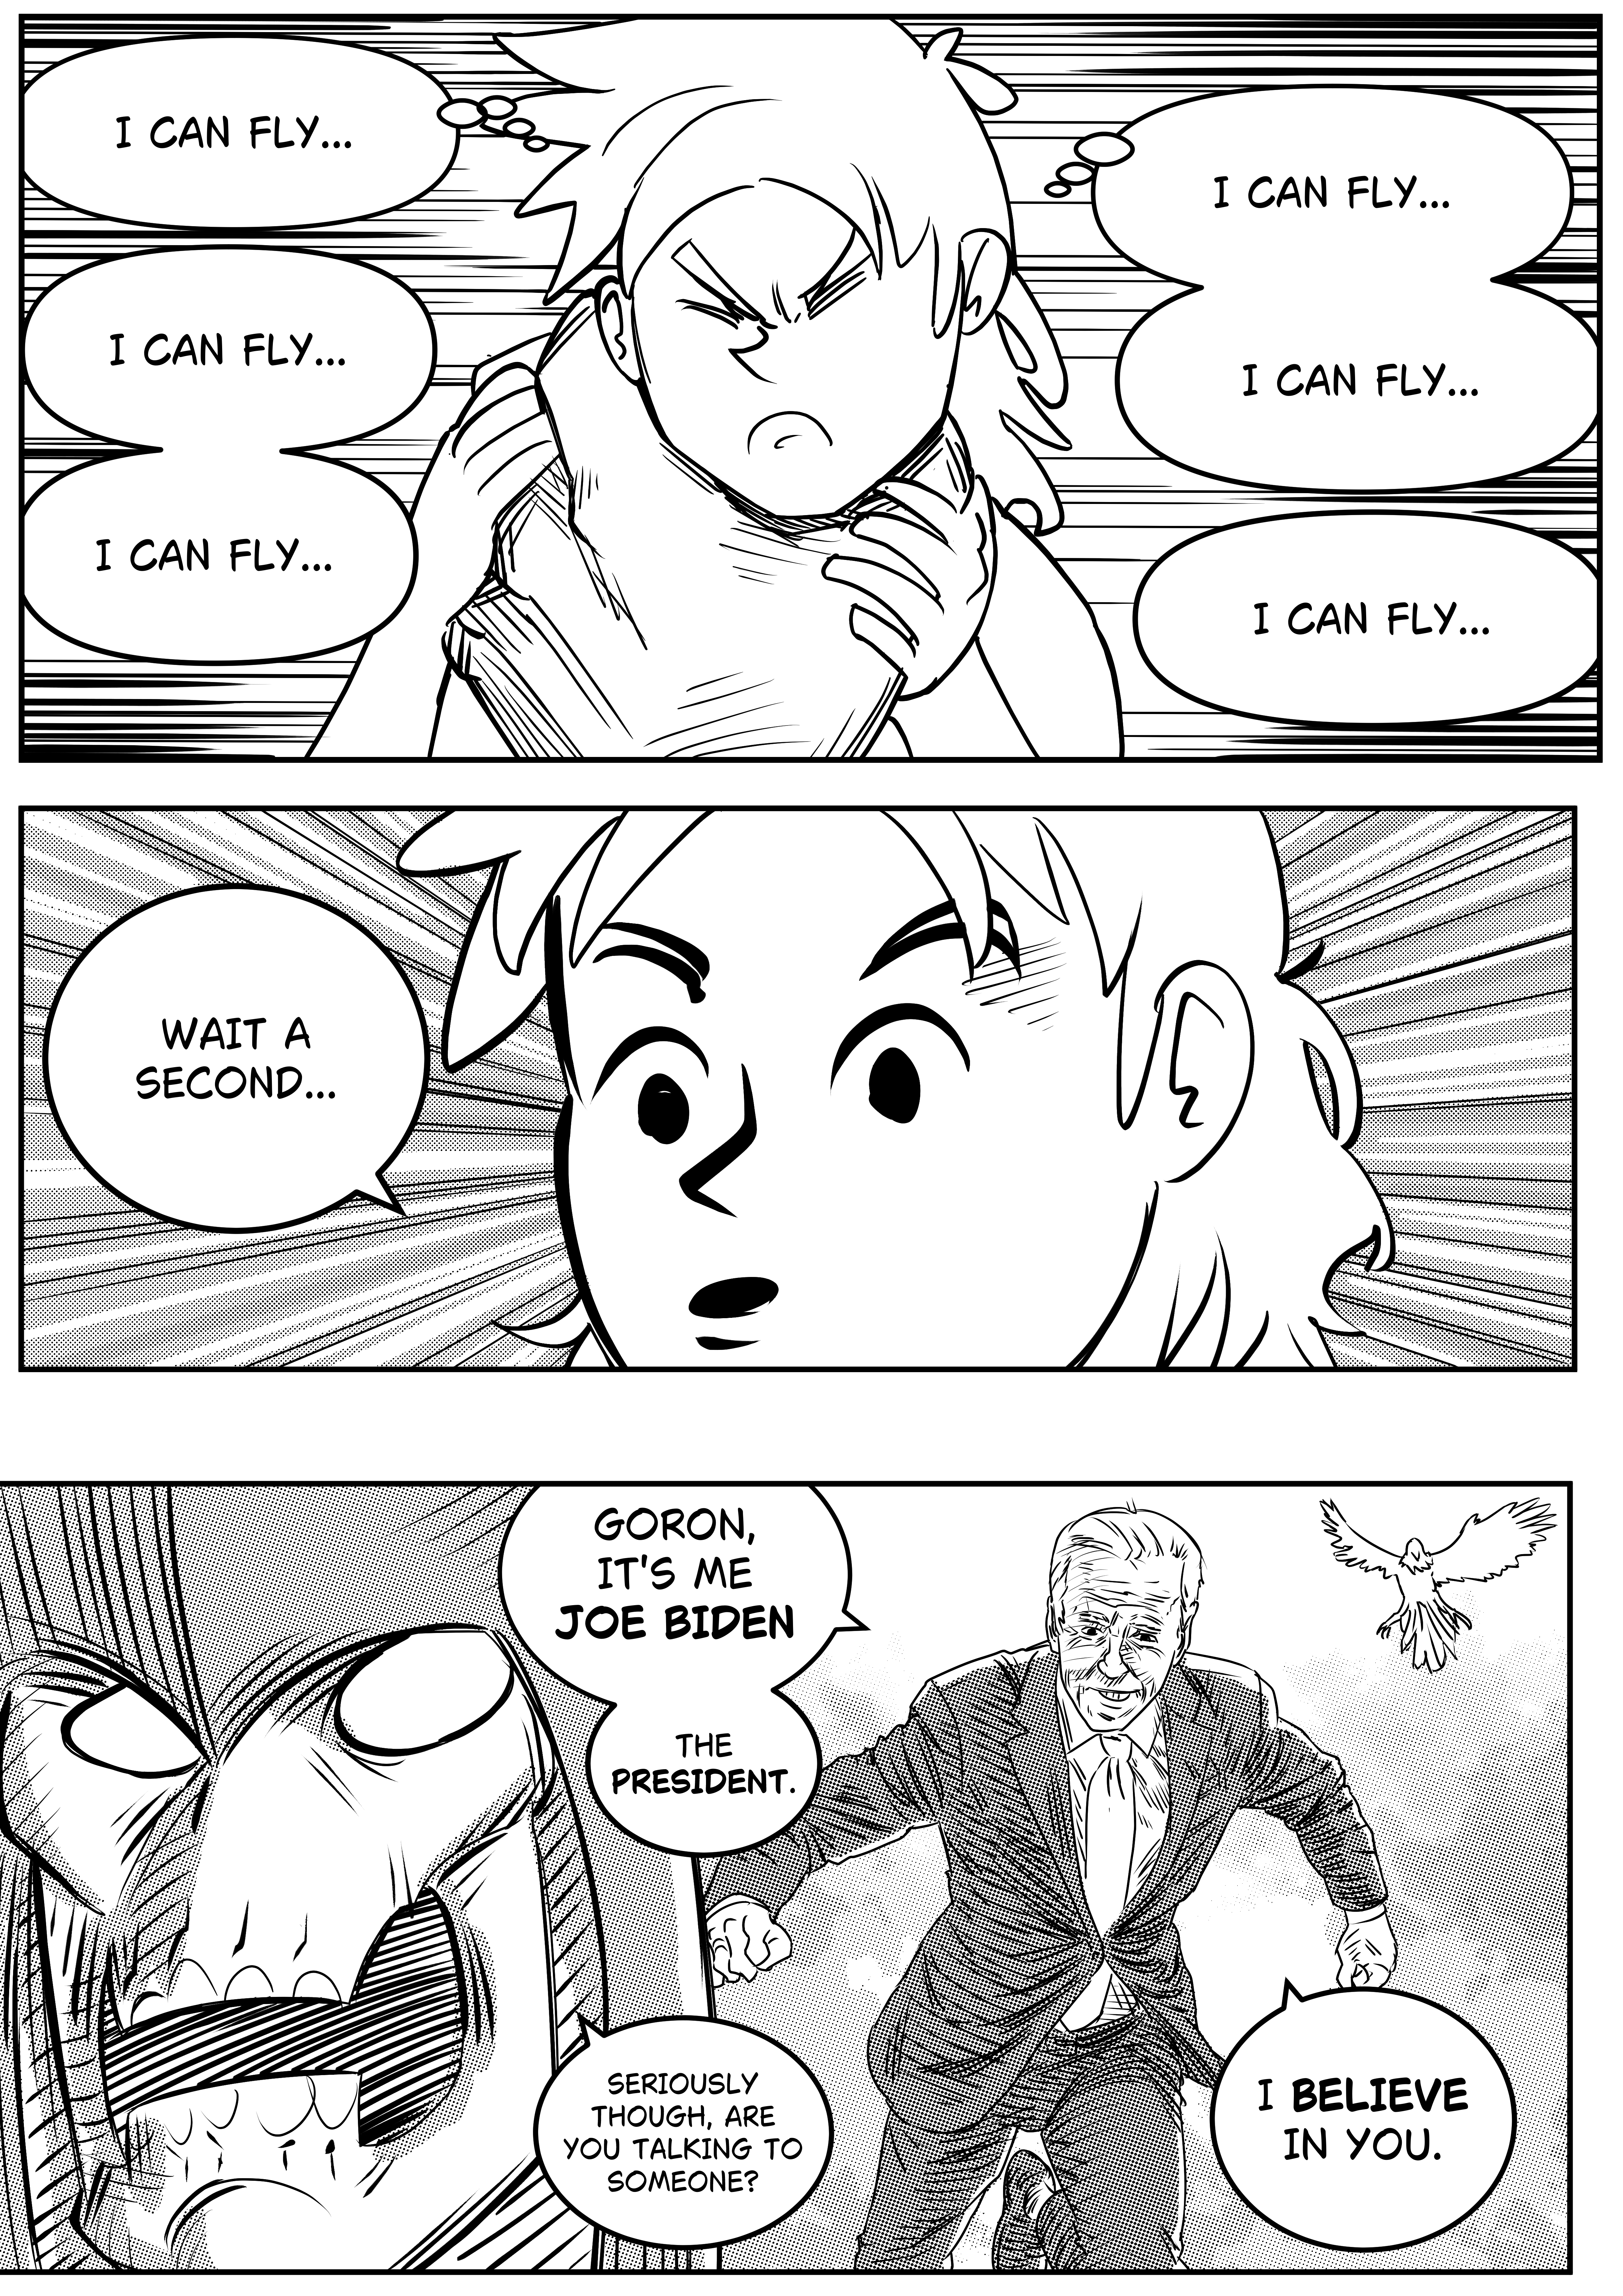 I CAN FLY...
I CAN FLY...
I CAN FLY...
I CAN FLY...
I CAN FLY...
I CAN FLY...
WAIT A
SECOND...
GORON,
IT'S ME
JOE BIDEN
THE
PRESIDENT.
SERIOUSLY
THOUGH, ARE
YOU TALKING TO
SOMEONE?
I BELIEVE
IN YOU.